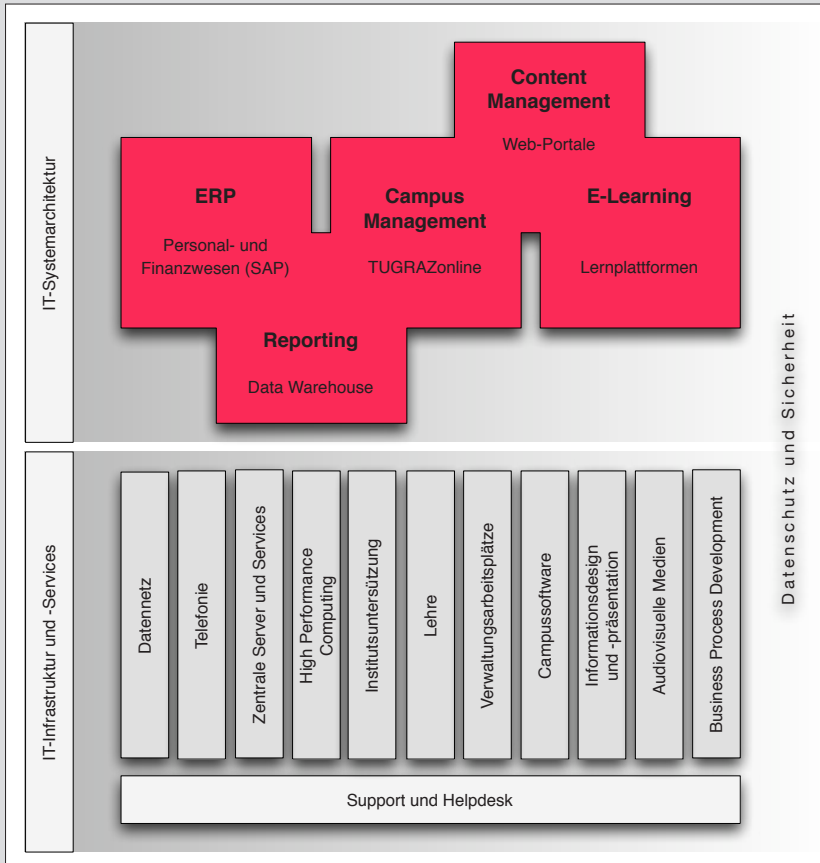 IT-Systemarchitektur
Content
Management
Web-Portale
ERP
Personal- und
Finanzwesen (SAP)
Campus
Management
TUGRAZonline
E-Learning
Lernplattformen
Reporting
Data Warehouse
Datenschutz und Sicherheit
IT-Infrastruktur und -Services
Datennetz
Telefonie
Zentrale Server und Services
High Performance
Computing
Institutsuntersützung
Lehre
Verwaltungsarbeitsplätze
Campussoftware
Informationsdesign
und -präsentation
Audiovisuelle Medien
Business Process Development
Support und Helpdesk